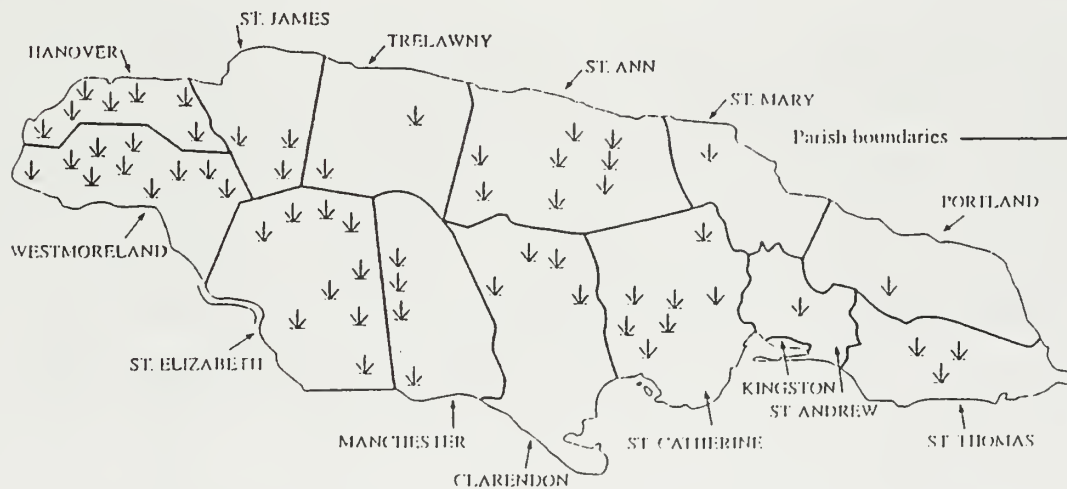 ST. JAMES
HANOVER
TRELAWNY
ST. ANN
ST. MARY
Parish boundaries
PORTLAND
WESTMORELAND
ST. ELIZABETH
KINGSTON
ST. ANDREW
MANCHESTER
ST. CATHERINE
ST. THOMAS
CLARENDON